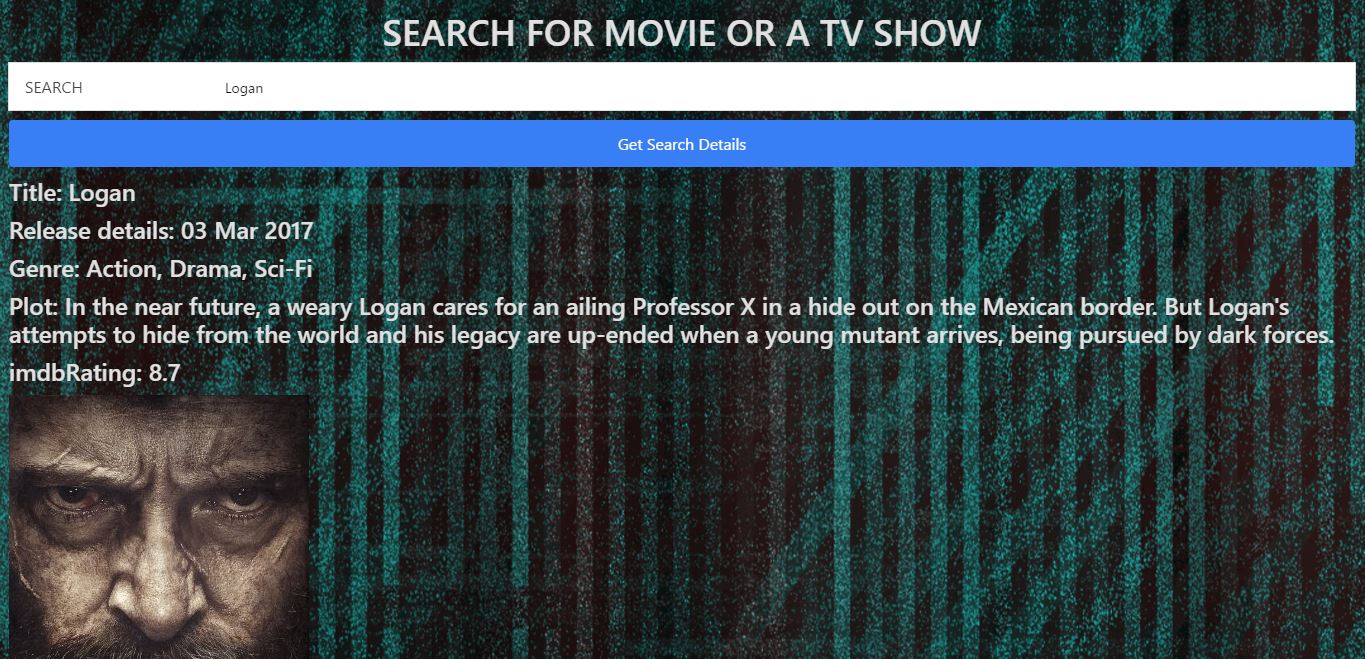 SEARCH FOR MOVIE OR A TV SHOW
SEARCH Logan
Get Search Details
Title: Logan
Release details: 03 Mar 2017
Genre: Action, Drama, Sci-Fi
Plot: In the near future, a weary Logan cares for an ailing Professor X in a hide out on the Mexican border. But Logan's
attempts to hide from the world and his legacy are up-ended when a young mutant arrives, being pursued by dark forces.
imdbRating: 8.7